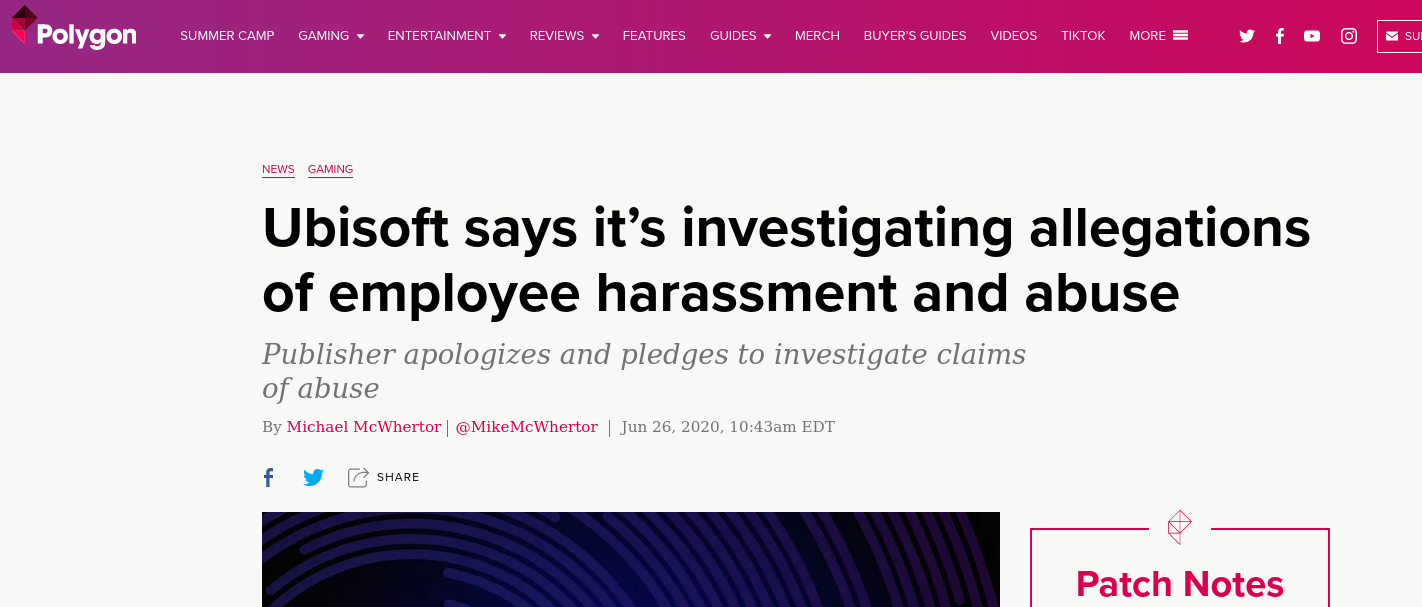 Polygon
SUMMER CAMP GAMING ENTERTAINMENT REVIEWS FEATURES GUIDES MERCH BUYER'S GUIDES VIDEOS TIKTOK MORE
NEWS GAMING
Ubisoft says it’s investigating allegations
of employee harassment and abuse
Publisher apologizes and pledges to investigate claims
of abuse
By Michael McWhertor | @MikeMcWhertor | Jun 26, 2020, 10:43am EDT
SHARE
Patch Notes